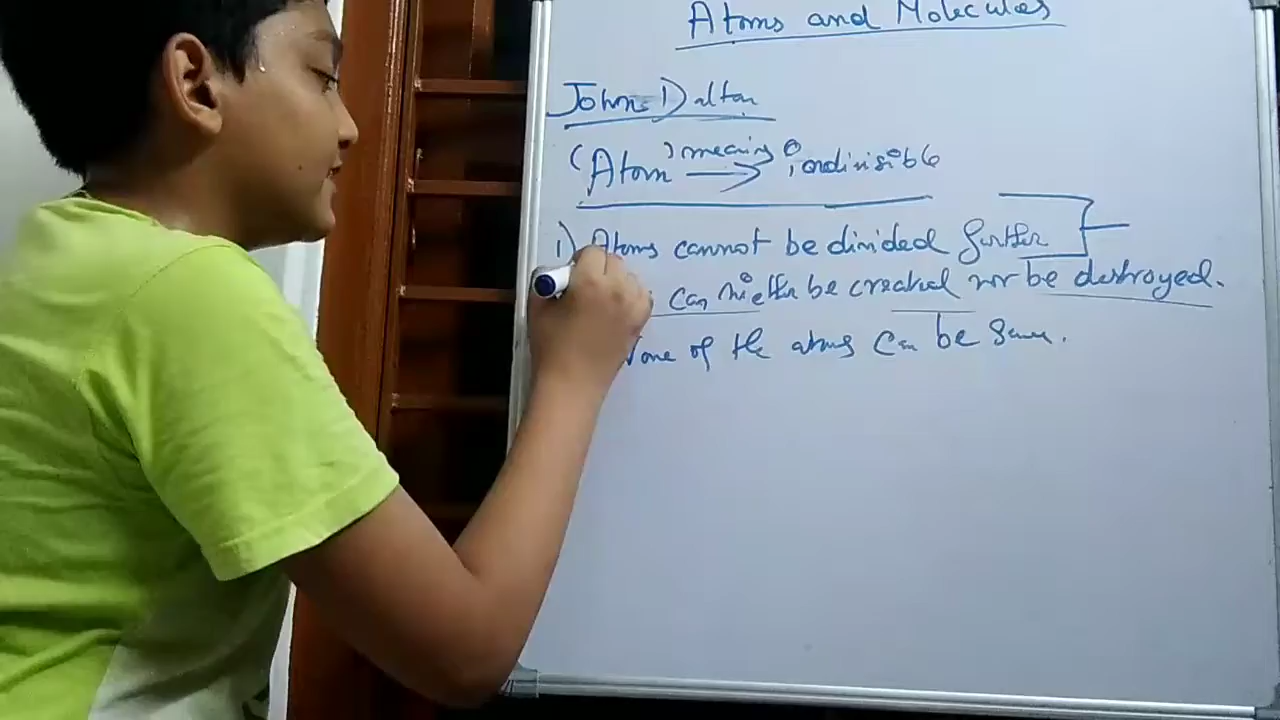 Atoms and Molecules
John Dalton
(Atom) meaning → indivisible
1) Atoms cannot be divided further
can niether be created nor be destroyed.
None of the atoms can be same.